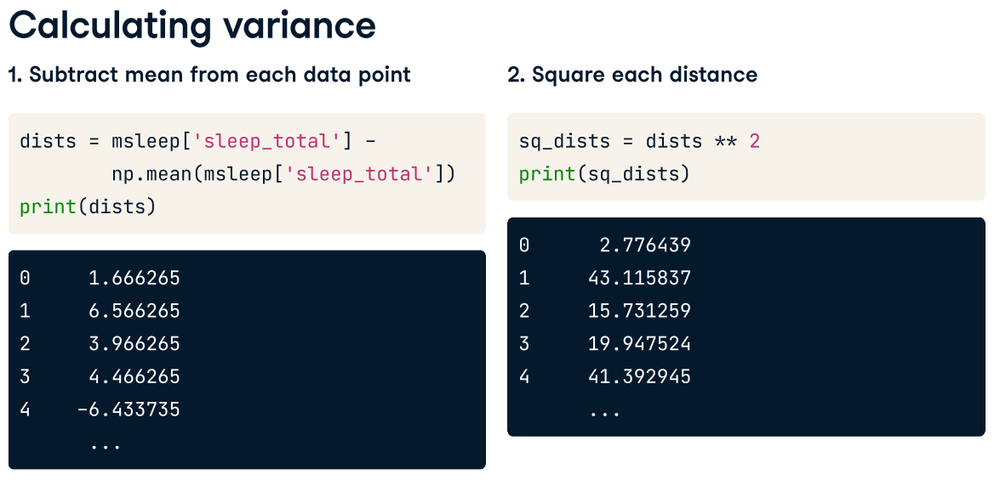 Calculating variance
1. Subtract mean from each data point
dists = msleep['sleep_total'] -
        np.mean(msleep['sleep_total'])
print(dists)
0     1.666265
1     6.566265
2     3.966265
3     4.466265
4    -6.433735
      ...
2. Square each distance
sq_dists = dists ** 2
print(sq_dists)
0      2.776439
1     43.115837
2     15.731259
3     19.947524
4     41.392945
      ...